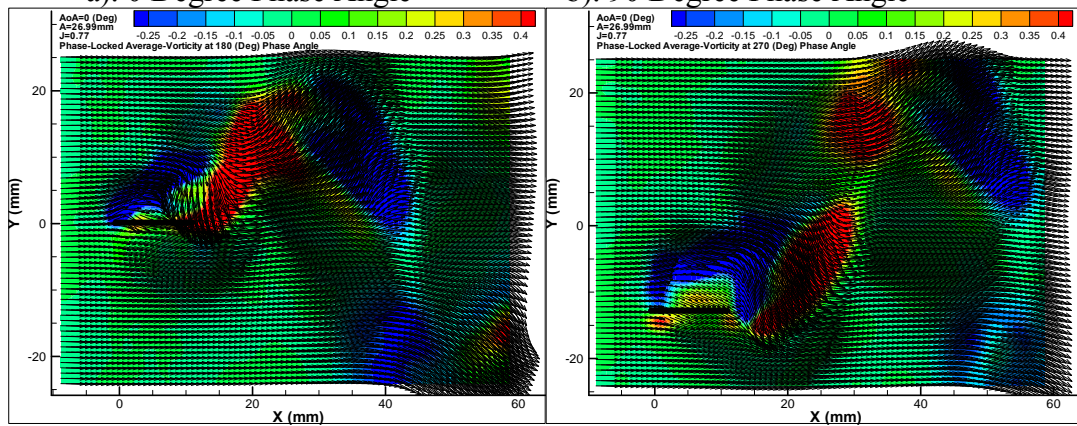 a). 0 Degree Phase Angle
b). 90 Degree Phase Angle
AoA=0 (Deg)
A=26.99mm
J=0.77
-0.25 -0.2 -0.15 -0.1 -0.05 0 0.05 0.1 0.15 0.2 0.25 0.3 0.35 0.4
Phase-Locked Average-Vorticity at 180 (Deg) Phase Angle
20
0
-20
Y (mm)
0 20 40 60
X (mm)
AoA=0 (Deg)
A=26.99mm
J=0.77
-0.25 -0.2 -0.15 -0.1 -0.05 0 0.05 0.1 0.15 0.2 0.25 0.3 0.35 0.4
Phase-Locked Average-Vorticity at 270 (Deg) Phase Angle
20
0
-20
Y (mm)
0 20 40 60
X (mm)